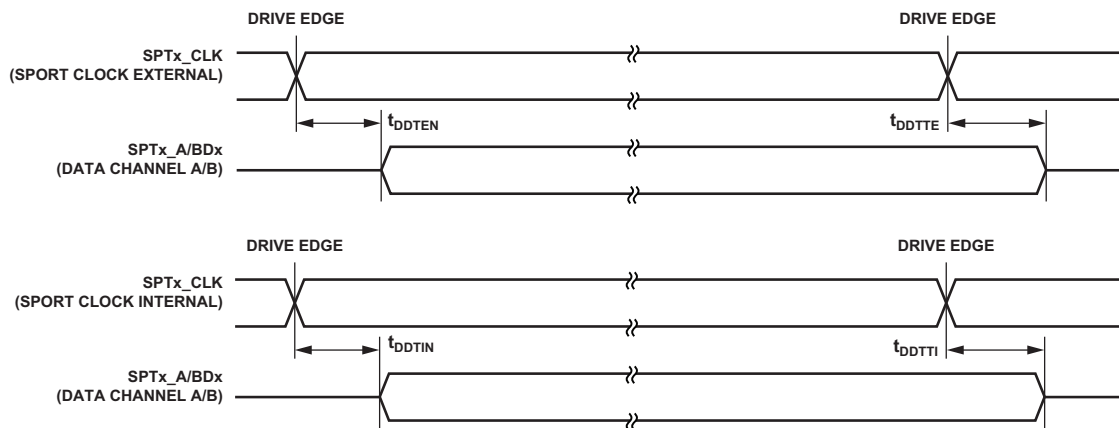 DRIVE EDGE DRIVE EDGE
SPTx_CLK
(SPORT CLOCK EXTERNAL)
tDDTEN tDDTTE
SPTx_A/BDx
(DATA CHANNEL A/B)
DRIVE EDGE DRIVE EDGE
SPTx_CLK
(SPORT CLOCK INTERNAL)
tDDTIN tDDTTI
SPTx_A/BDx
(DATA CHANNEL A/B)